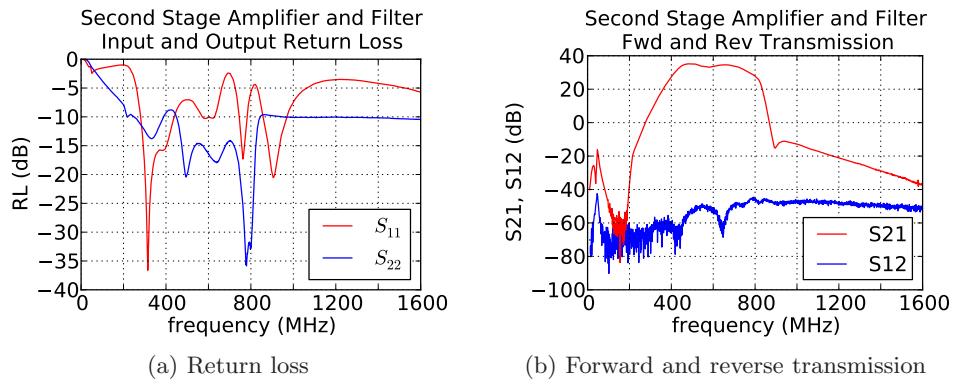 Second Stage Amplifier and Filter
Input and Output Return Loss
0
−5
−10
−15
−20
−25
−30
−35
−40
RL (dB)
S11
S22
0 400 800 1200 1600
frequency (MHz)
(a) Return loss
Second Stage Amplifier and Filter
Fwd and Rev Transmission
40
20
0
−20
−40
−60
−80
−100
S21, S12 (dB)
S21
S12
0 400 800 1200 1600
frequency (MHz)
(b) Forward and reverse transmission